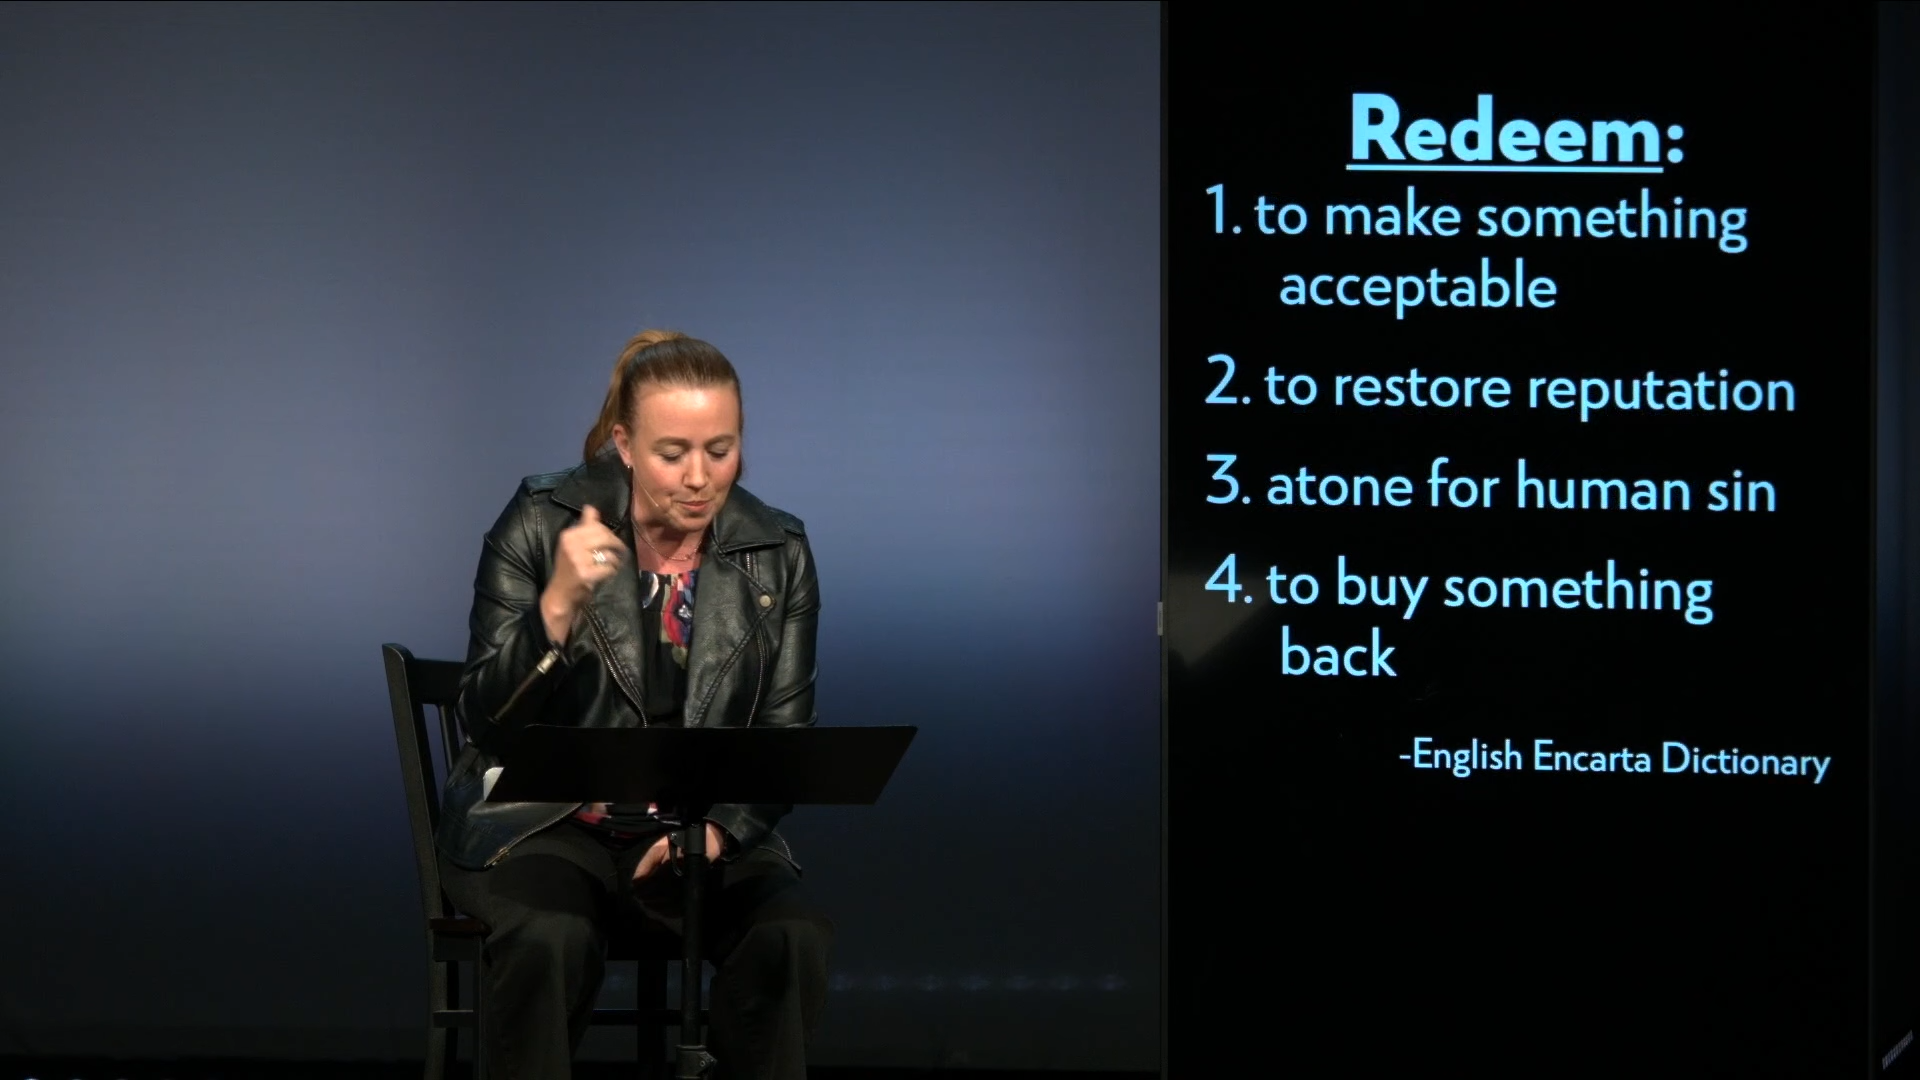 Redeem:
1. to make something
acceptable
2. to restore reputation
3. atone for human sin
4. to buy something
back
-English Encarta Dictionary